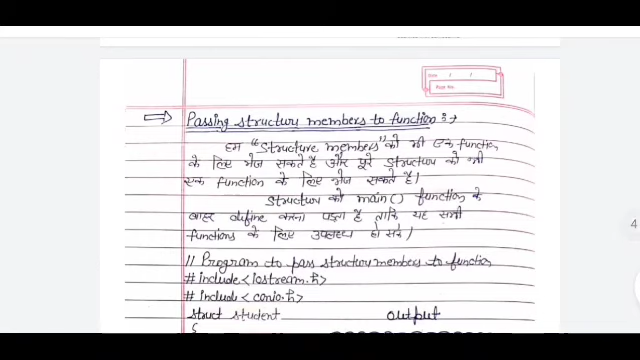 Date / /
Page No.
⇒ Passing structure members to function :→
हम "structure members" को भी एक function
के लिए भेज सकते है और पूरे structure को भी
एक function के लिए भेज सकते है।
structure को main() function के
बाहर define करना पड़ता है ताकि यह सभी
functions के लिए उपलब्ध हो सके।
// Program to pass structure members to function
# include <iostream.h>
# include <conio.h>
struct student output
{
4